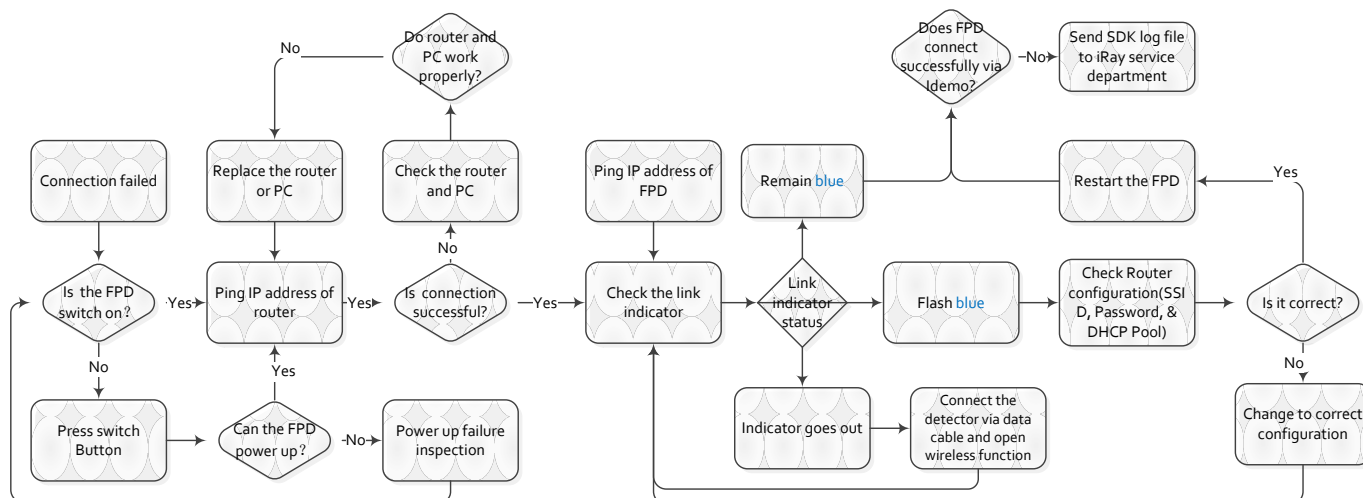 Do router and
PC work
properly?
No
Does FPD
connect
successfully via
Idemo?
No
Send SDK log file
to iRay service
department
Connection failed
Replace the router
or PC
Check the router
and PC
Ping IP address of
FPD
Remain blue
Restart the FPD
Yes
No
Is the FPD
switch on?
Yes
Ping IP address of
router
Yes
Is connection
successful?
Yes
Check the link
indicator
Link
indicator
status
Flash blue
Check Router
configuration(SSI
D, Password, &
DHCP Pool)
Is it correct?
No
Yes
No
Press switch
Button
Can the FPD
power up?
No
Power up failure
inspection
Indicator goes out
Connect the
detector via data
cable and open
wireless function
Change to correct
configuration